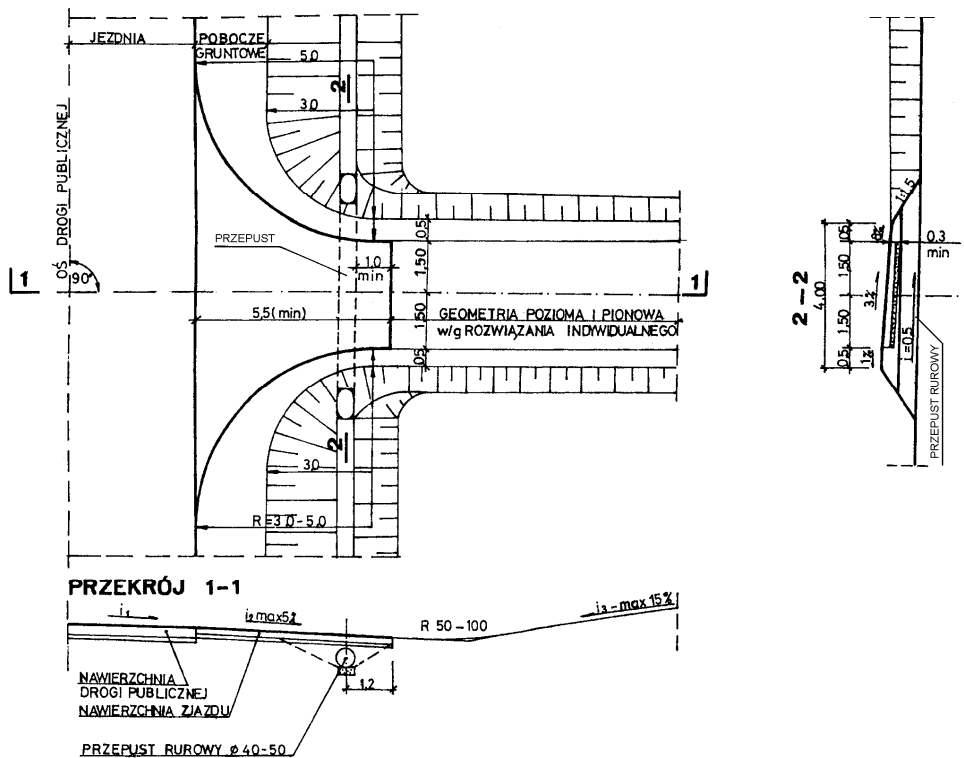 JEZDNIA
POBOCZE
GRUNTOWE
5,0
2
3,0
OŚ DROGI PUBLICZNEJ
90°
1
PRZEPUST
1,0
min
0,5
1,50
1,50
0,5
1
5,5(min)
GEOMETRIA POZIOMA I PIONOWA
w/g ROZWIĄZANIA INDYWIDUALNEGO
2
3,0
R=3,0-5,0
1:1,5
0,3
min
2-2
4,00
0,5
1,50
1,50
0,5
8%
3%
i=0,5
PRZEPUST RUROWY
PRZEKRÓJ 1-1
i₁
i₂ max5%
R 50-100
i₃-max 15%
1,2
NAWIERZCHNIA
DROGI PUBLICZNEJ
NAWIERZCHNIA ZJAZDU
PRZEPUST RUROWY ø 40-50